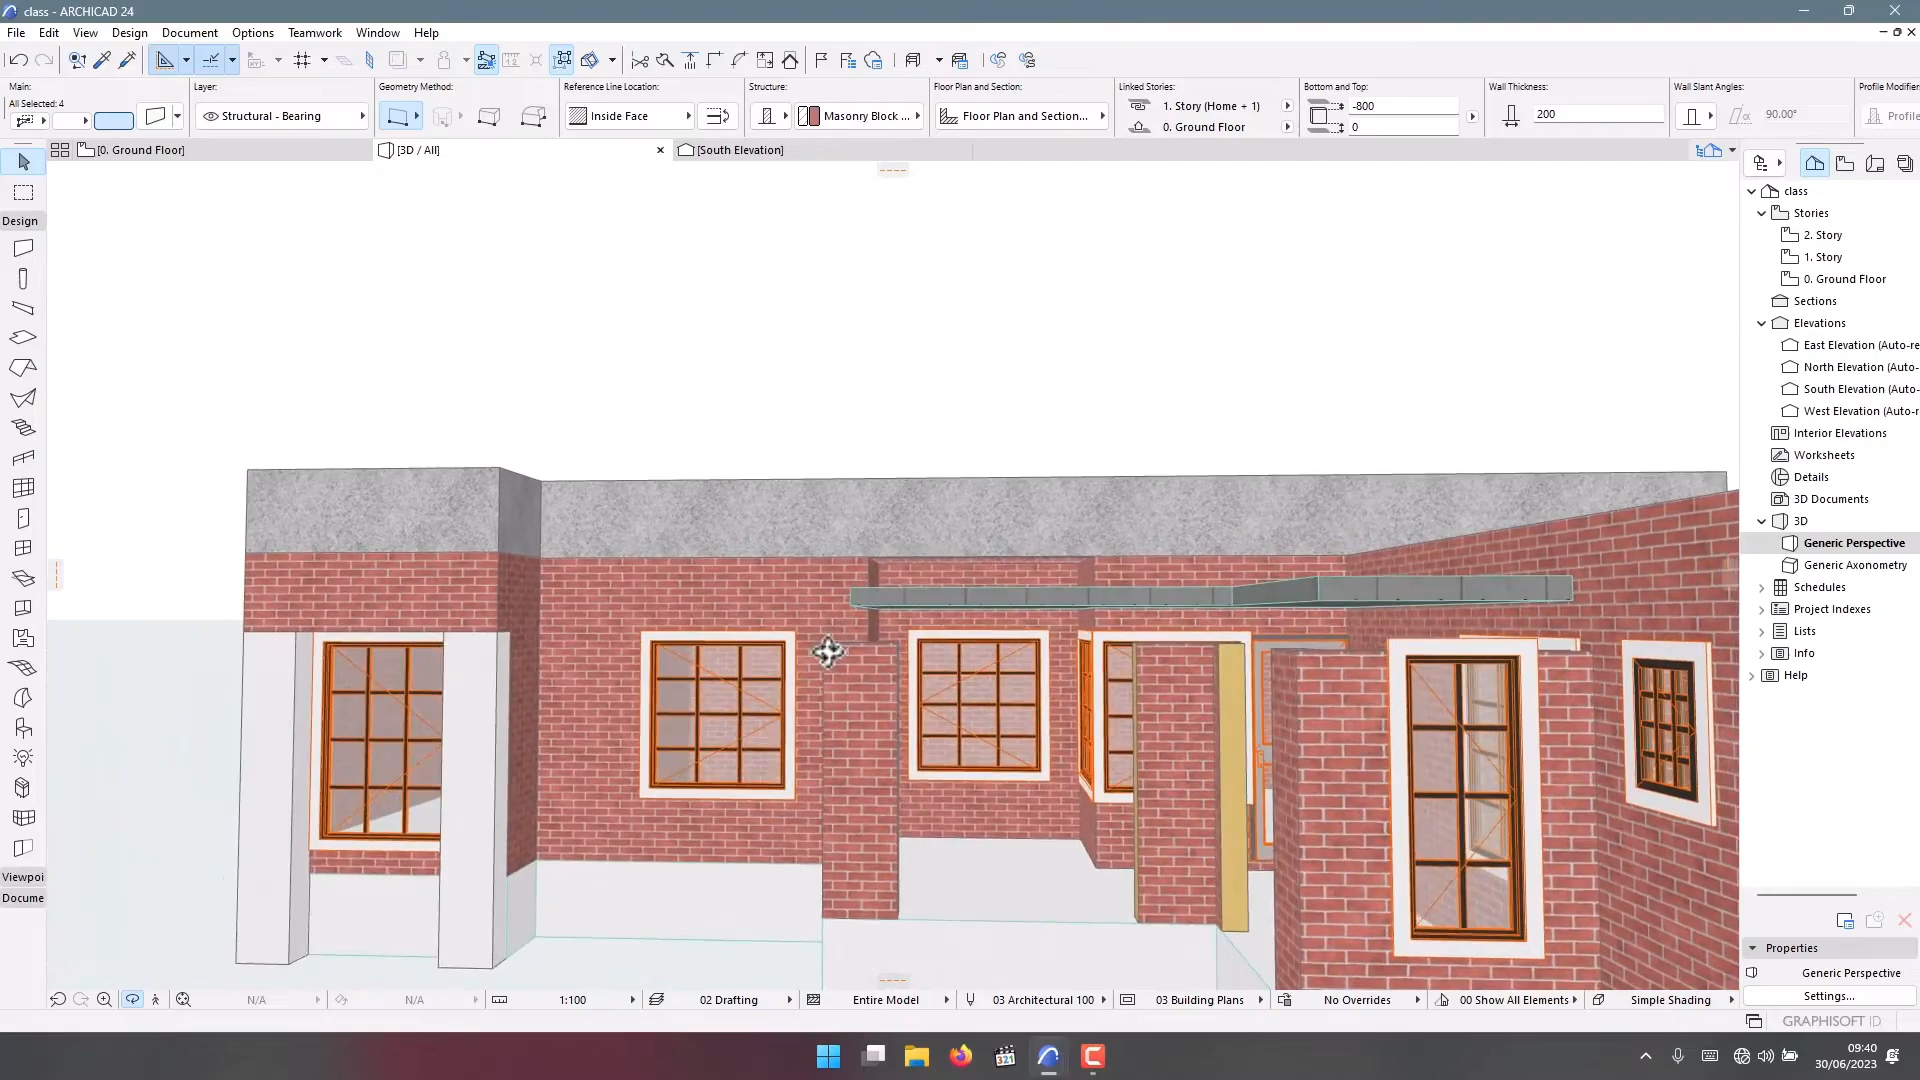 class - ARCHICAD 24
File Edit View Design Document Options Teamwork Window Help
Main:
All Selected: 4
Layer:
Structural - Bearing
Geometry Method:
Reference Line Location:
Inside Face
Structure:
Masonry Block ...
Floor Plan and Section:
Floor Plan and Section...
Linked Stories:
1. Story (Home + 1)
0. Ground Floor
Bottom and Top:
-800
0
Wall Thickness:
200
Wall Slant Angles:
90.00°
Profile Modifier
Profile
[0. Ground Floor]
[3D / All]
[South Elevation]
Design
Viewpoi
Docume
class
Stories
2. Story
1. Story
0. Ground Floor
Sections
Elevations
East Elevation (Auto-re
North Elevation (Auto-
South Elevation (Auto-
West Elevation (Auto-r
Interior Elevations
Worksheets
Details
3D Documents
3D
Generic Perspective
Generic Axonometry
Schedules
Project Indexes
Lists
Info
Help
Properties
Generic Perspective
Settings...
N/A N/A 1:100 02 Drafting Entire Model 03 Architectural 100 03 Building Plans No Overrides 00 Show All Elements Simple Shading
GRAPHISOFT ID
321
09:40
30/06/2023